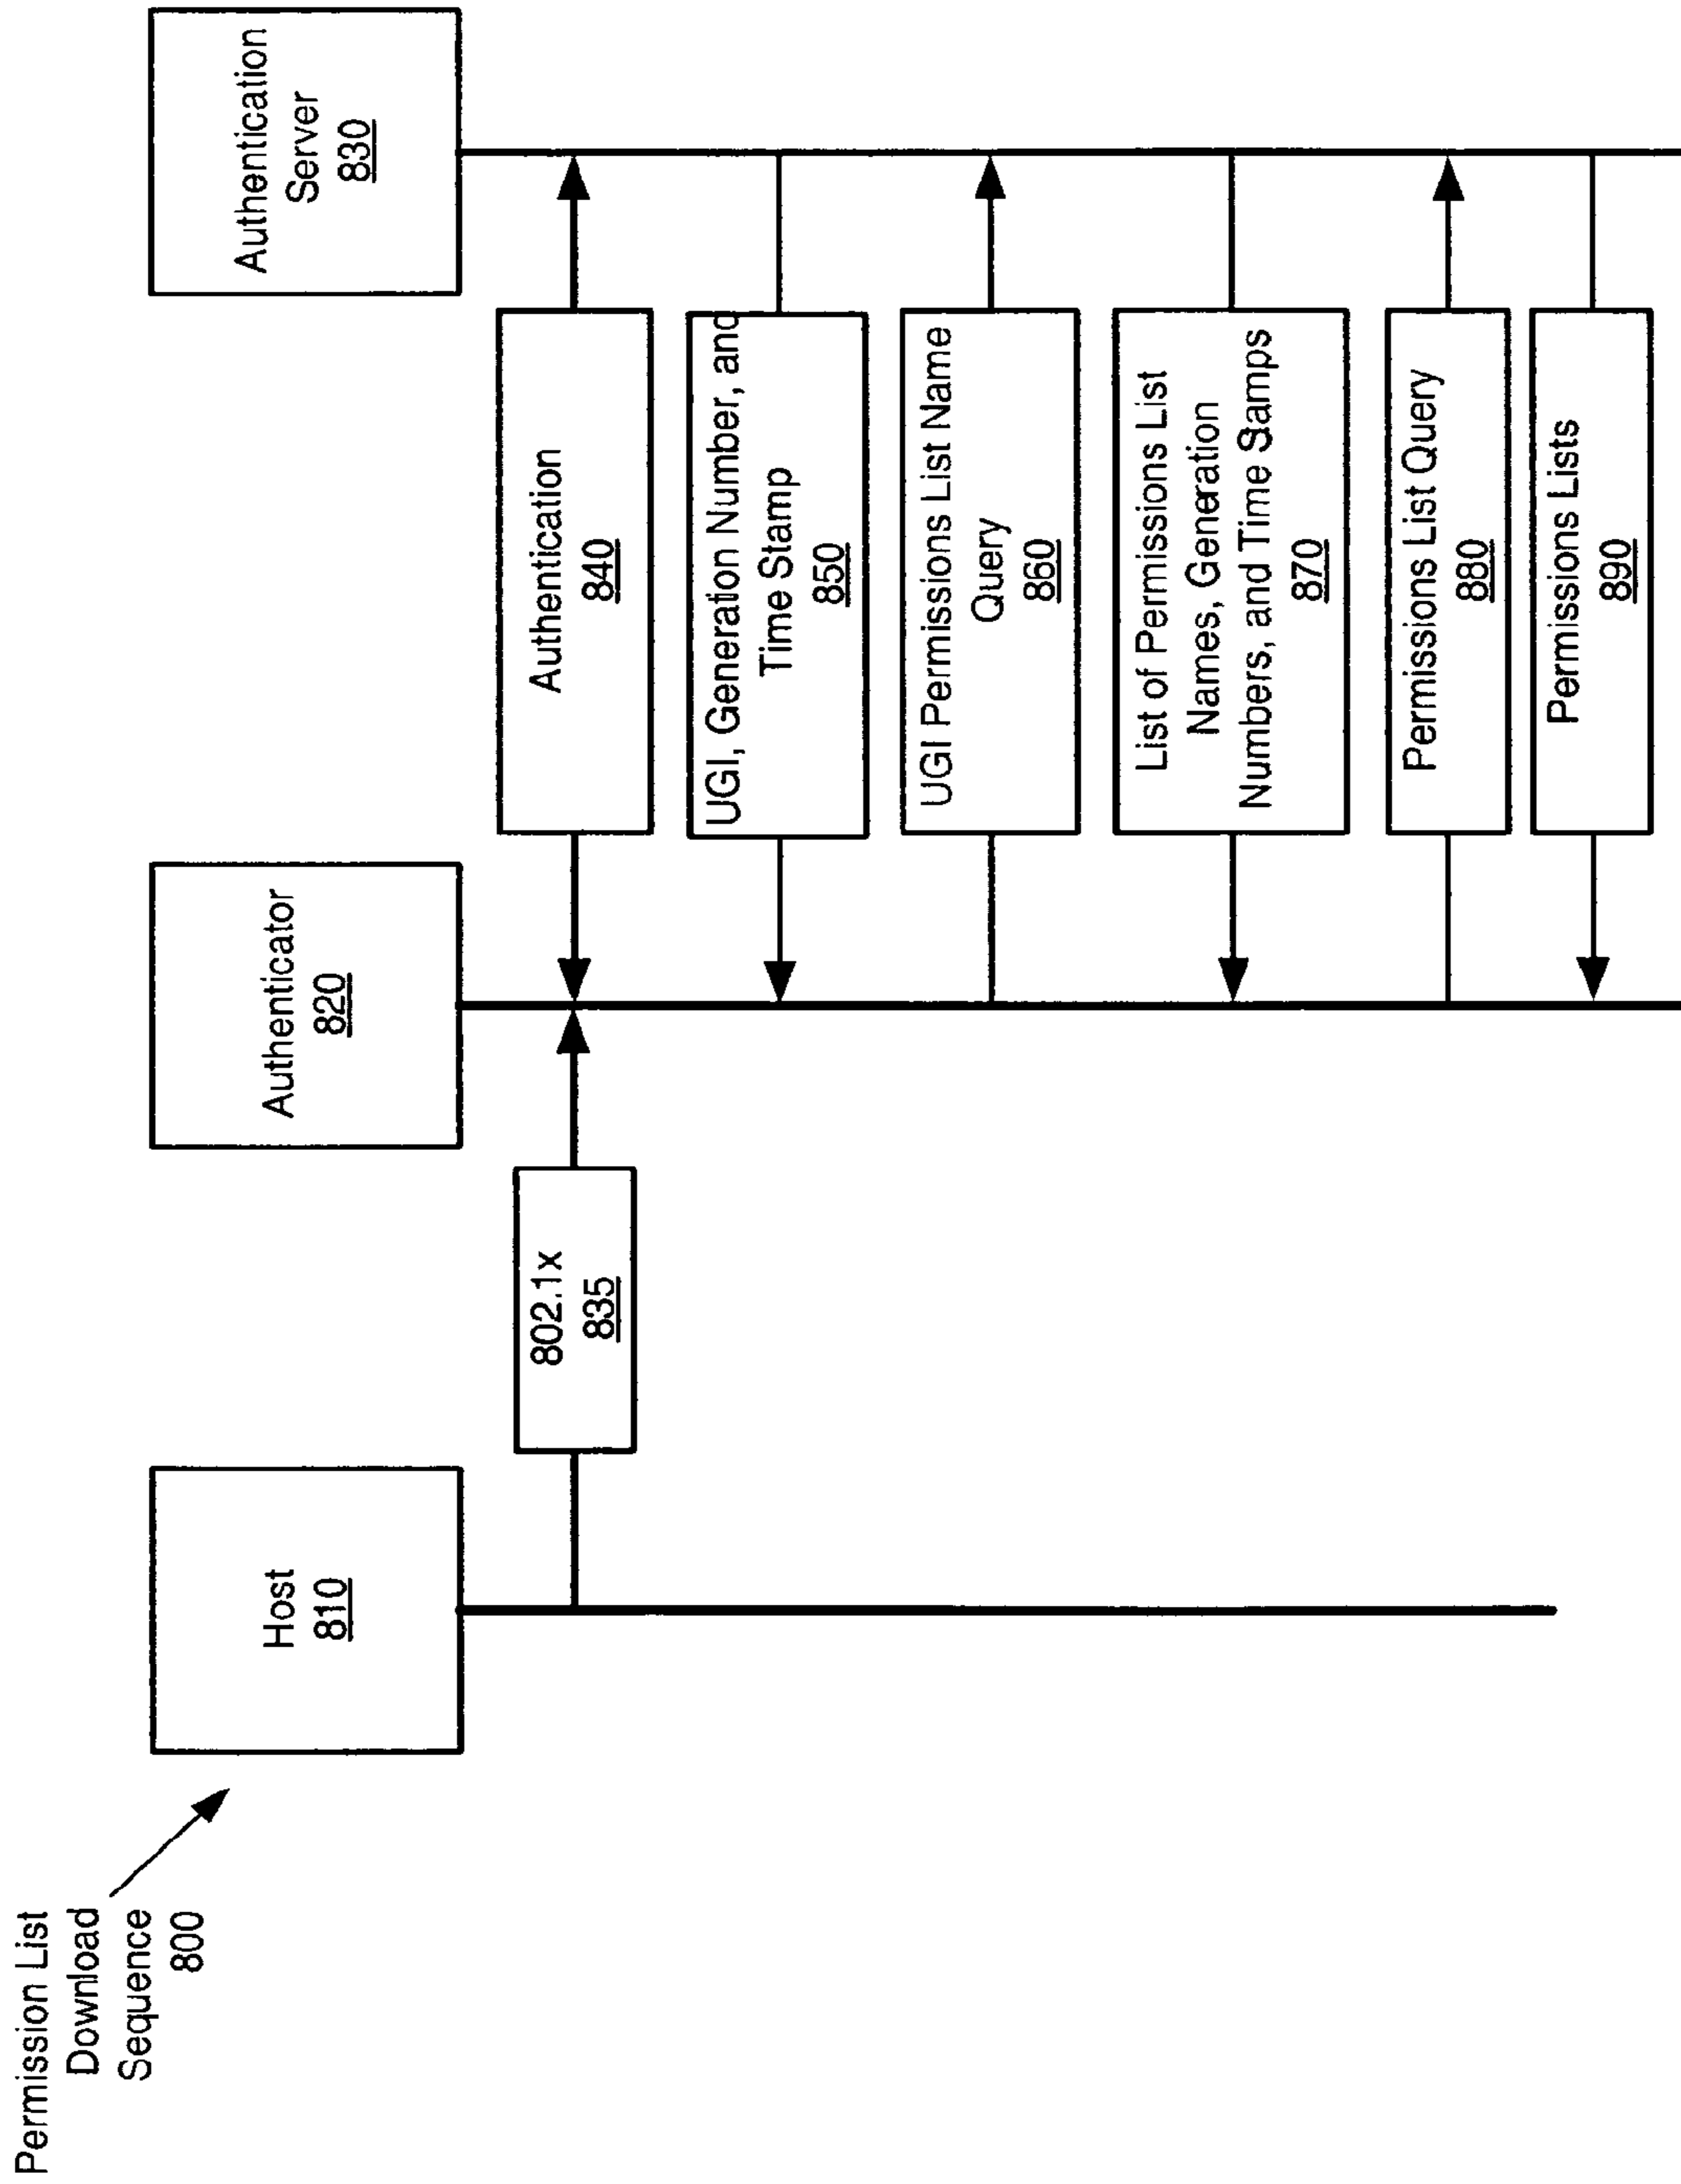 Permission List
Download
Sequence
800
Host
810
Authenticator
820
Authentication
Server
830
802.1x
835
Authentication
840
UGI, Generation Number, and
Time Stamp
850
UGI Permissions List Name
Query
860
List of Permissions List
Names, Generation
Numbers, and Time Stamps
870
Permissions List Query
880
Permissions Lists
890